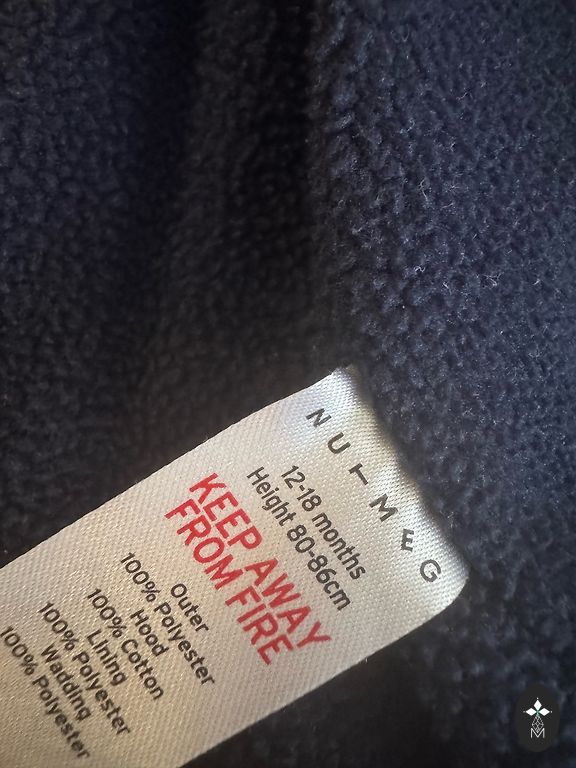 NUTMEG
12-18 months
Height 80-86cm
KEEP AWAY
FROM FIRE
Outer
100% Polyester
Hood
100% Cotton
Lining
100% Polyester
Wadding
100% Polyester
M